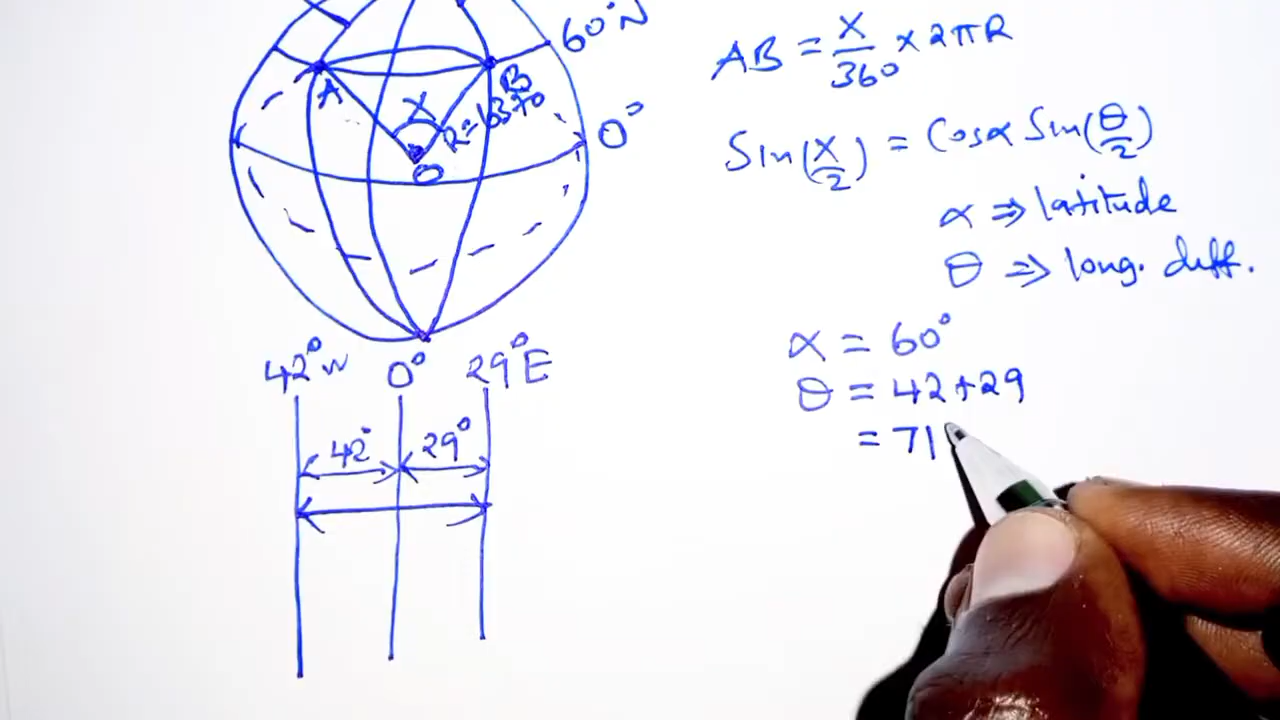 60°N
A
B
X
R=6370
O
0°
42°W 0° 29°E
42° 29°
AB = X/360 × 2πR
Sin(X/2) = Cosα Sin(θ/2)
α ⇒ latitude
θ ⇒ long. diff.
α = 60°
θ = 42+29
= 71